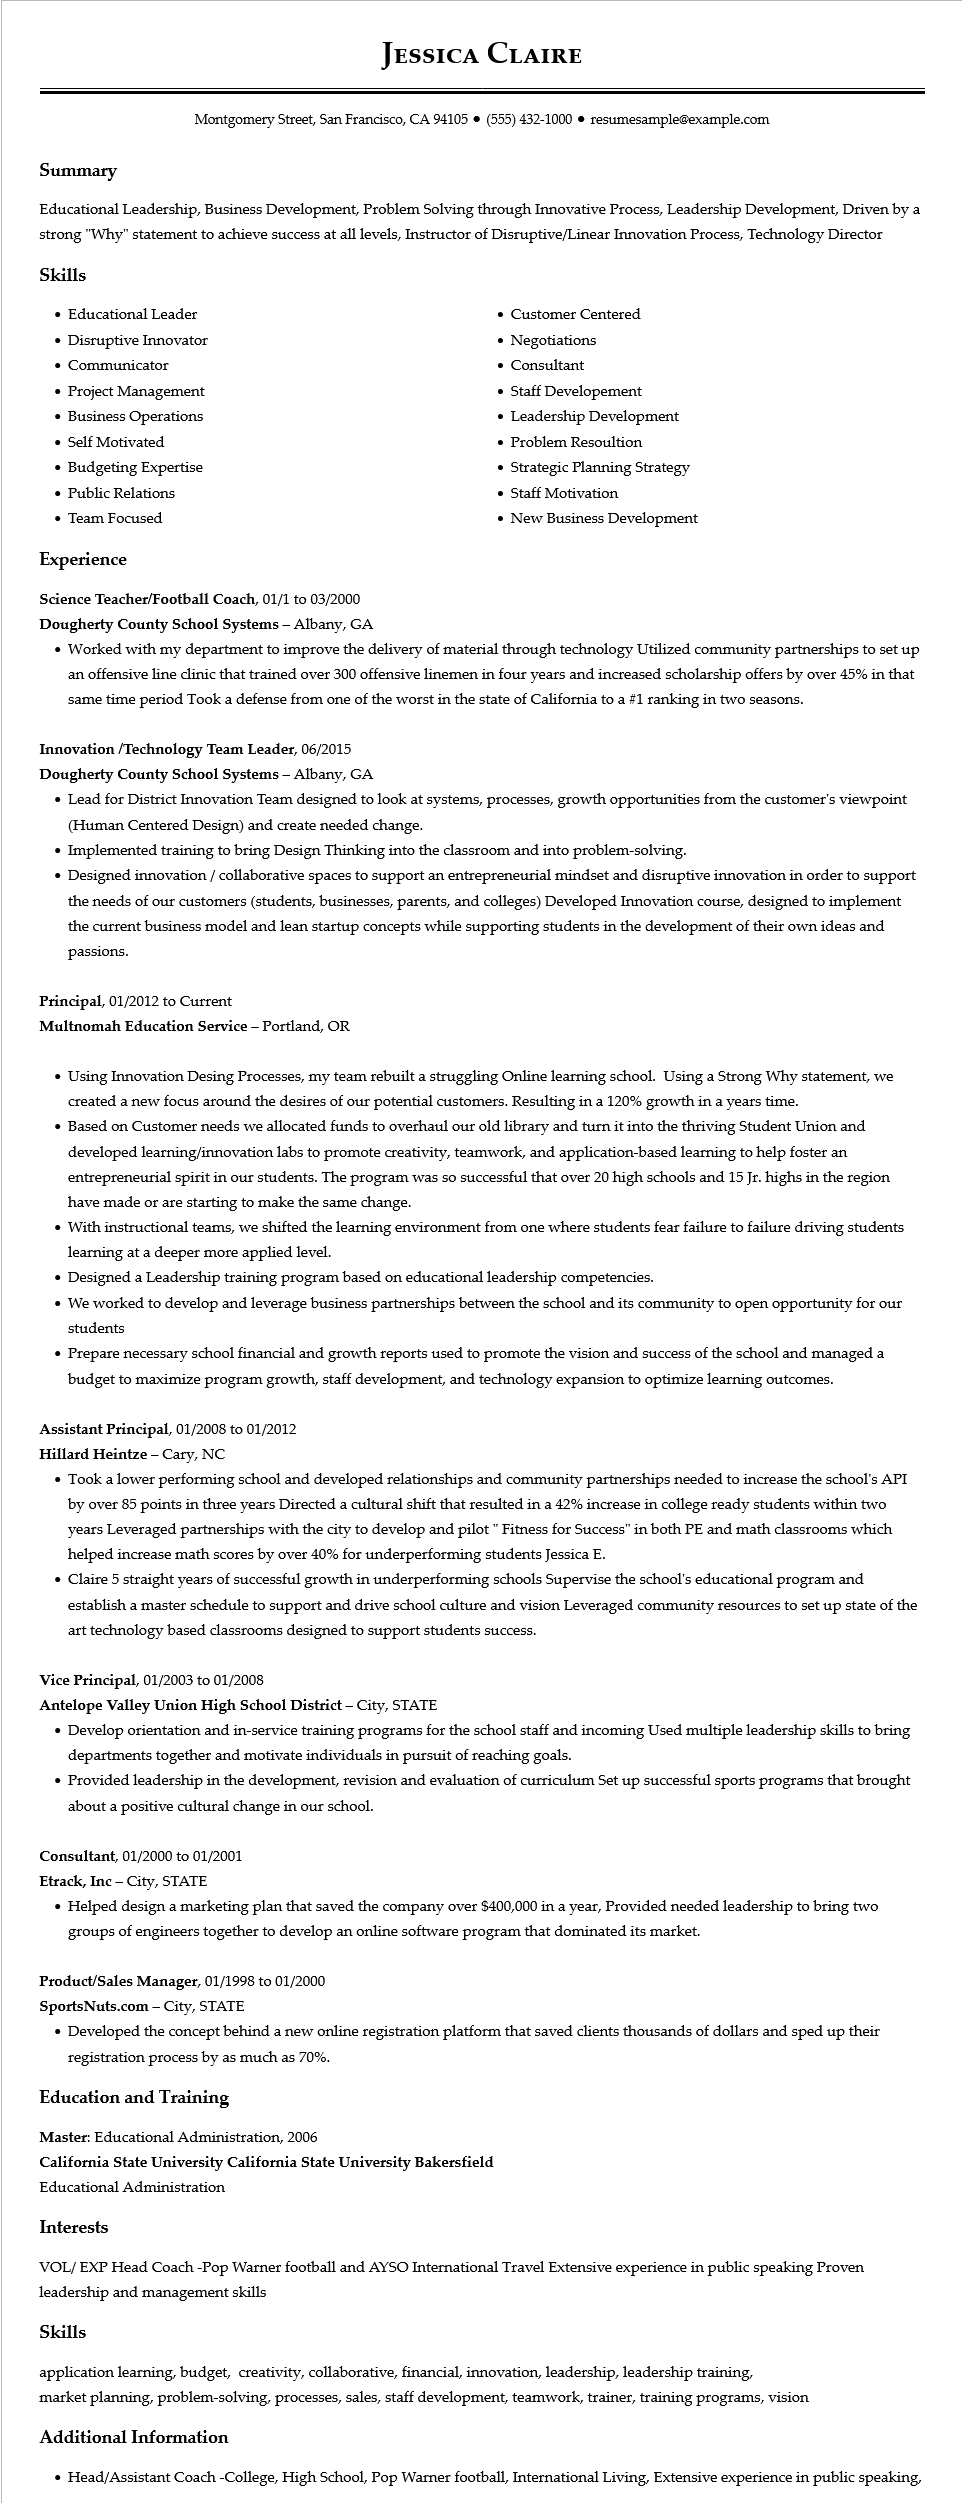 Jessica Claire
Montgomery Street, San Francisco, CA 94105 ● (555) 432-1000 ● resumesample@example.com
Summary
Educational Leadership, Business Development, Problem Solving through Innovative Process, Leadership Development, Driven by a
strong "Why" statement to achieve success at all levels, Instructor of Disruptive/Linear Innovation Process, Technology Director
Skills
• Educational Leader
• Disruptive Innovator
• Communicator
• Project Management
• Business Operations
• Self Motivated
• Budgeting Expertise
• Public Relations
• Team Focused
• Customer Centered
• Negotiations
• Consultant
• Staff Developement
• Leadership Development
• Problem Resoultion
• Strategic Planning Strategy
• Staff Motivation
• New Business Development
Experience
Science Teacher/Football Coach, 01/1 to 03/2000
Dougherty County School Systems – Albany, GA
• Worked with my department to improve the delivery of material through technology Utilized community partnerships to set up
an offensive line clinic that trained over 300 offensive linemen in four years and increased scholarship offers by over 45% in that
same time period Took a defense from one of the worst in the state of California to a #1 ranking in two seasons.
Innovation /Technology Team Leader, 06/2015
Dougherty County School Systems – Albany, GA
• Lead for District Innovation Team designed to look at systems, processes, growth opportunities from the customer's viewpoint
(Human Centered Design) and create needed change.
• Implemented training to bring Design Thinking into the classroom and into problem-solving.
• Designed innovation / collaborative spaces to support an entrepreneurial mindset and disruptive innovation in order to support
the needs of our customers (students, businesses, parents, and colleges) Developed Innovation course, designed to implement
the current business model and lean startup concepts while supporting students in the development of their own ideas and
passions.
Principal, 01/2012 to Current
Multnomah Education Service – Portland, OR
• Using Innovation Desing Processes, my team rebuilt a struggling Online learning school.  Using a Strong Why statement, we
created a new focus around the desires of our potential customers. Resulting in a 120% growth in a years time.
• Based on Customer needs we allocated funds to overhaul our old library and turn it into the thriving Student Union and
developed learning/innovation labs to promote creativity, teamwork, and application-based learning to help foster an
entrepreneurial spirit in our students. The program was so successful that over 20 high schools and 15 Jr. highs in the region
have made or are starting to make the same change.
• With instructional teams, we shifted the learning environment from one where students fear failure to failure driving students
learning at a deeper more applied level.
• Designed a Leadership training program based on educational leadership competencies.
• We worked to develop and leverage business partnerships between the school and its community to open opportunity for our
students
• Prepare necessary school financial and growth reports used to promote the vision and success of the school and managed a
budget to maximize program growth, staff development, and technology expansion to optimize learning outcomes.
Assistant Principal, 01/2008 to 01/2012
Hillard Heintze – Cary, NC
• Took a lower performing school and developed relationships and community partnerships needed to increase the school's API
by over 85 points in three years Directed a cultural shift that resulted in a 42% increase in college ready students within two
years Leveraged partnerships with the city to develop and pilot " Fitness for Success" in both PE and math classrooms which
helped increase math scores by over 40% for underperforming students Jessica E.
• Claire 5 straight years of successful growth in underperforming schools Supervise the school's educational program and
establish a master schedule to support and drive school culture and vision Leveraged community resources to set up state of the
art technology based classrooms designed to support students success.
Vice Principal, 01/2003 to 01/2008
Antelope Valley Union High School District – City, STATE
• Develop orientation and in-service training programs for the school staff and incoming Used multiple leadership skills to bring
departments together and motivate individuals in pursuit of reaching goals.
• Provided leadership in the development, revision and evaluation of curriculum Set up successful sports programs that brought
about a positive cultural change in our school.
Consultant, 01/2000 to 01/2001
Etrack, Inc – City, STATE
• Helped design a marketing plan that saved the company over $400,000 in a year, Provided needed leadership to bring two
groups of engineers together to develop an online software program that dominated its market.
Product/Sales Manager, 01/1998 to 01/2000
SportsNuts.com – City, STATE
• Developed the concept behind a new online registration platform that saved clients thousands of dollars and sped up their
registration process by as much as 70%.
Education and Training
Master: Educational Administration, 2006
California State University California State University Bakersfield
Educational Administration
Interests
VOL/ EXP Head Coach -Pop Warner football and AYSO International Travel Extensive experience in public speaking Proven
leadership and management skills
Skills
application learning, budget,  creativity, collaborative, financial, innovation, leadership, leadership training,
market planning, problem-solving, processes, sales, staff development, teamwork, trainer, training programs, vision
Additional Information
• Head/Assistant Coach -College, High School, Pop Warner football, International Living, Extensive experience in public speaking,